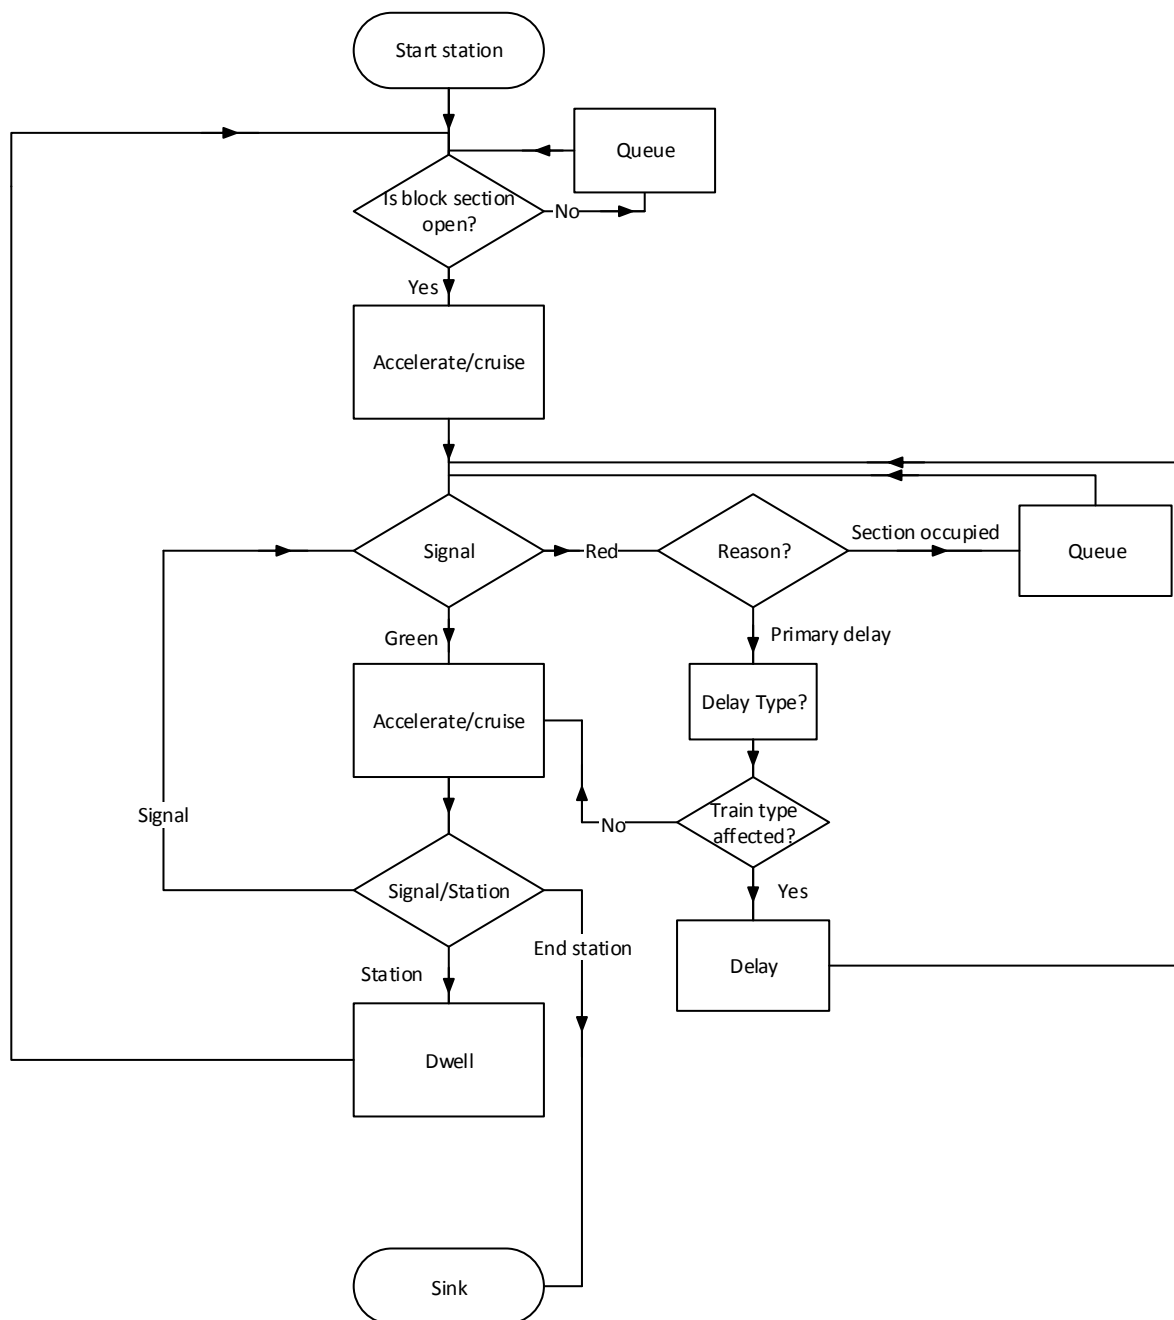 Start station
Queue
Is block section
open?
No
Yes
Accelerate/cruise
Signal
Red
Reason?
Section occupied
Queue
Green
Primary delay
Accelerate/cruise
Delay Type?
Signal
No
Train type
affected?
Signal/Station
Yes
End station
Station
Delay
Dwell
Sink